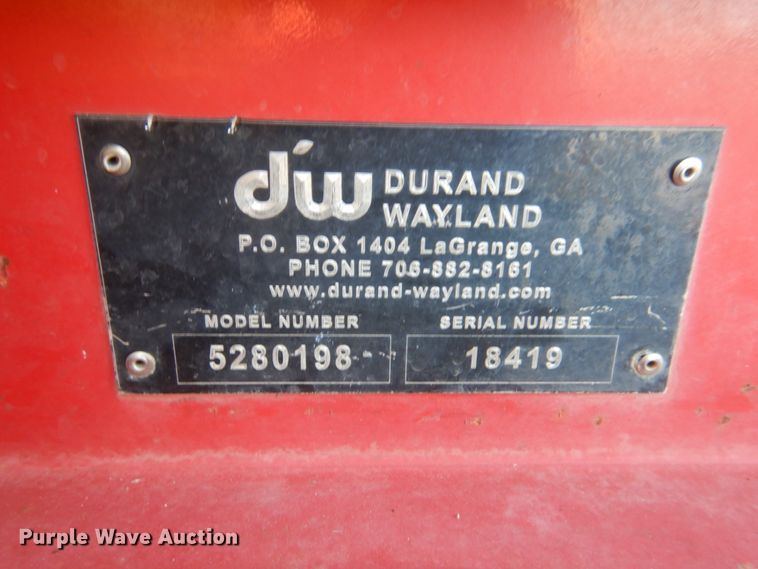 d'w DURAND
WAYLAND
P.O. BOX 1404 LaGrange, GA
PHONE 706-882-8161
www.durand-wayland.com
MODEL NUMBER SERIAL NUMBER
5280198 18419
Purple Wave Auction